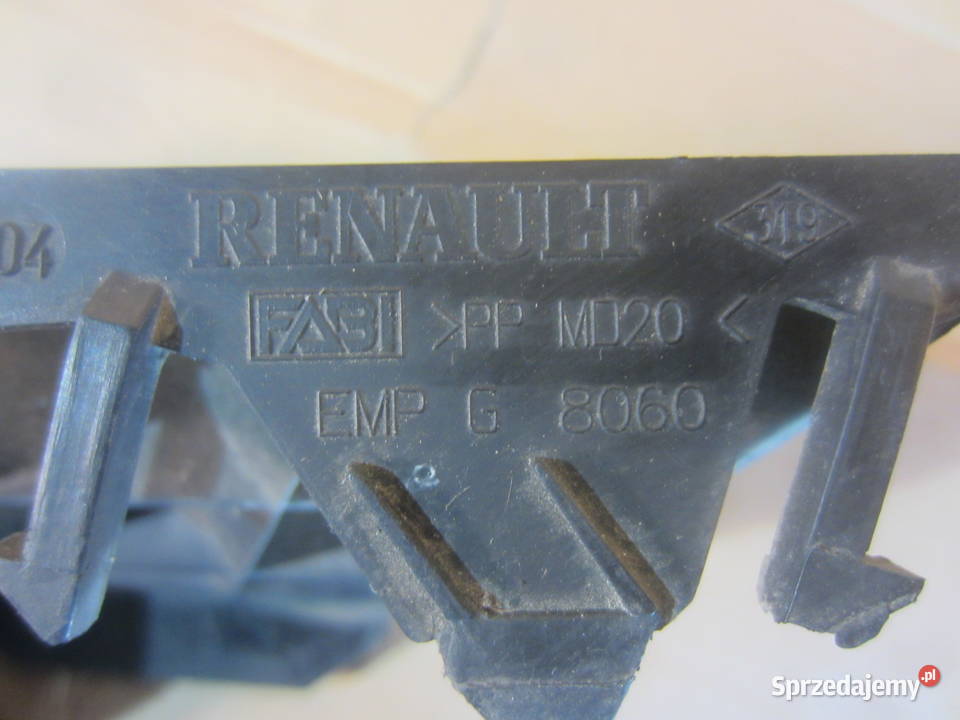 04 RENAULT 319
FABI >PP MD20<
EMP G 8060
Sprzedajemy.pl